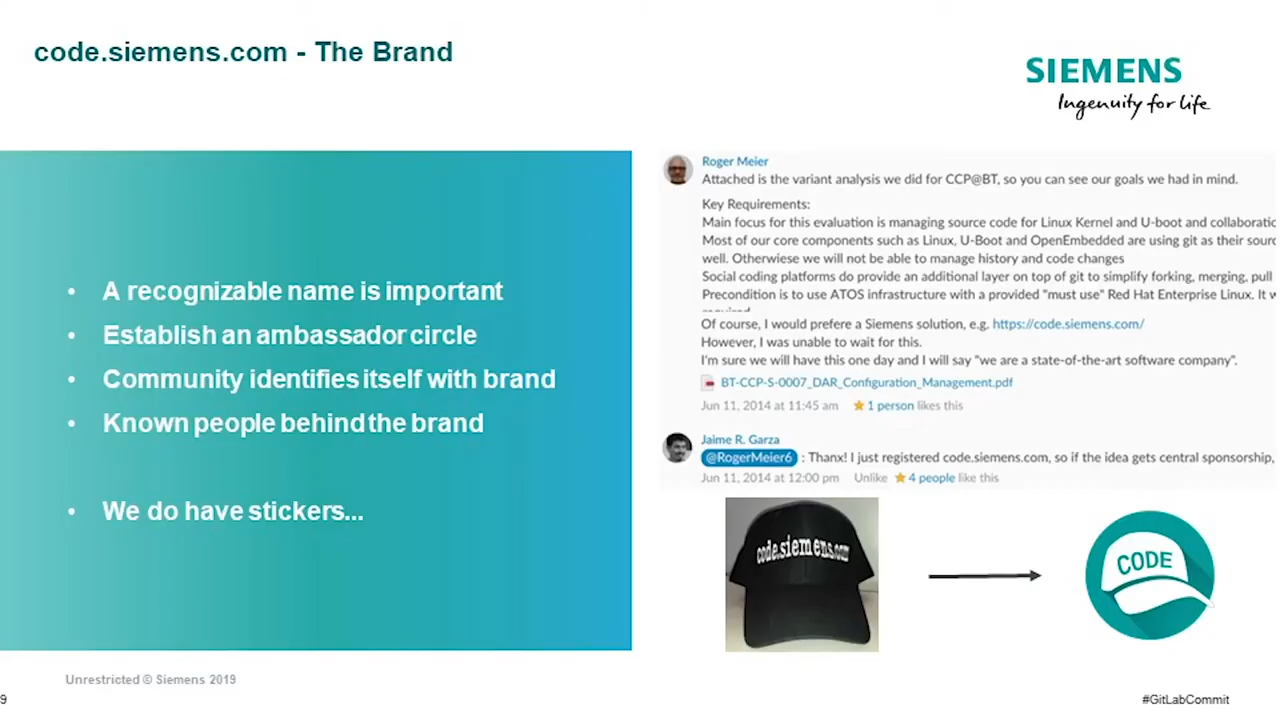 code.siemens.com - The Brand
SIEMENS
Ingenuity for life
• A recognizable name is important
• Establish an ambassador circle
• Community identifies itself with brand
• Known people behind the brand
• We do have stickers...
Roger Meier
Attached is the variant analysis we did for CCP@BT, so you can see our goals we had in mind.
Key Requirements:
Main focus for this evaluation is managing source code for Linux Kernel and U-boot and collaboratic
Most of our core components such as Linux, U-Boot and OpenEmbedded are using git as their sourc
well. Otherwiese we will not be able to manage history and code changes
Social coding platforms do provide an additional layer on top of git to simplify forking, merging, pull
Precondition is to use ATOS infrastructure with a provided "must use" Red Hat Enterprise Linux. It w
Of course, I would prefere a Siemens solution, e.g. https://code.siemens.com/
However, I was unable to wait for this.
I'm sure we will have this one day and I will say "we are a state-of-the-art software company".
BT-CCP-S-0007_DAR_Configuration_Management.pdf
Jun 11, 2014 at 11:45 am 1 person likes this
Jaime R. Garza
@RogerMeier6 : Thanx! I just registered code.siemens.com, so if the idea gets central sponsorship,
Jun 11, 2014 at 12:00 pm Unlike 4 people like this
code.siemens.com
CODE
Unrestricted © Siemens 2019
9
#GitLabCommit